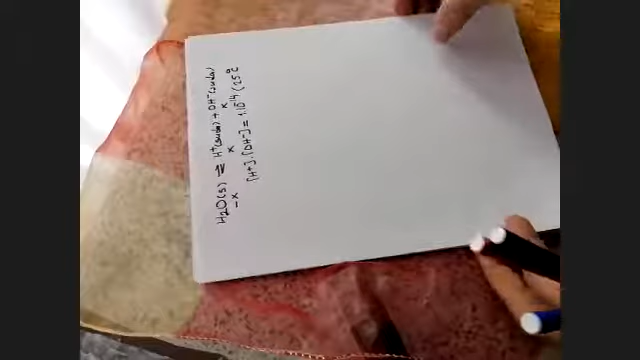 H2O(s) ⇌ H⁺(suda) + OH⁻(suda)
-x x x
[H⁺].[OH⁻] = 1.10⁻¹⁴ (25°C